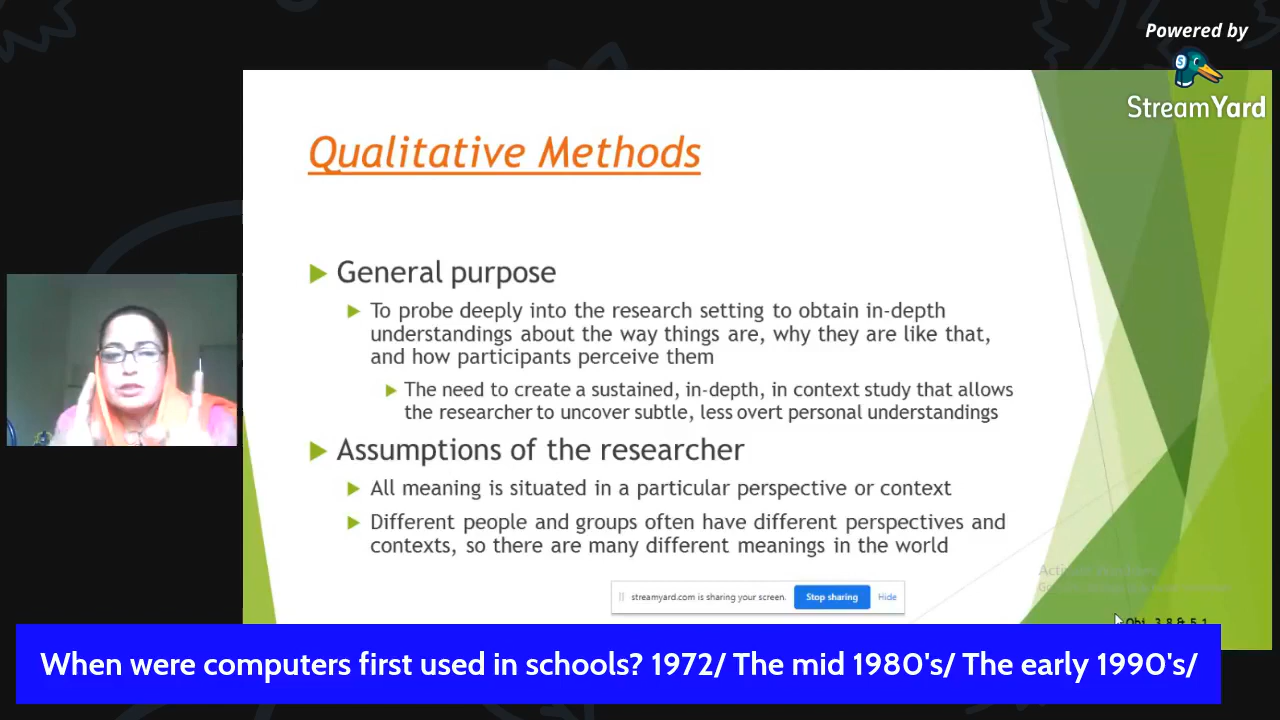 Powered by
StreamYard
Qualitative Methods
General purpose
To probe deeply into the research setting to obtain in-depth
understandings about the way things are, why they are like that,
and how participants perceive them
The need to create a sustained, in-depth, in context study that allows
the researcher to uncover subtle, less overt personal understandings
Assumptions of the researcher
All meaning is situated in a particular perspective or context
Different people and groups often have different perspectives and
contexts, so there are many different meanings in the world
streamyard.com is sharing your screen. Stop sharing Hide
Obj. 3.8 & 5.1
When were computers first used in schools? 1972/ The mid 1980's/ The early 1990's/